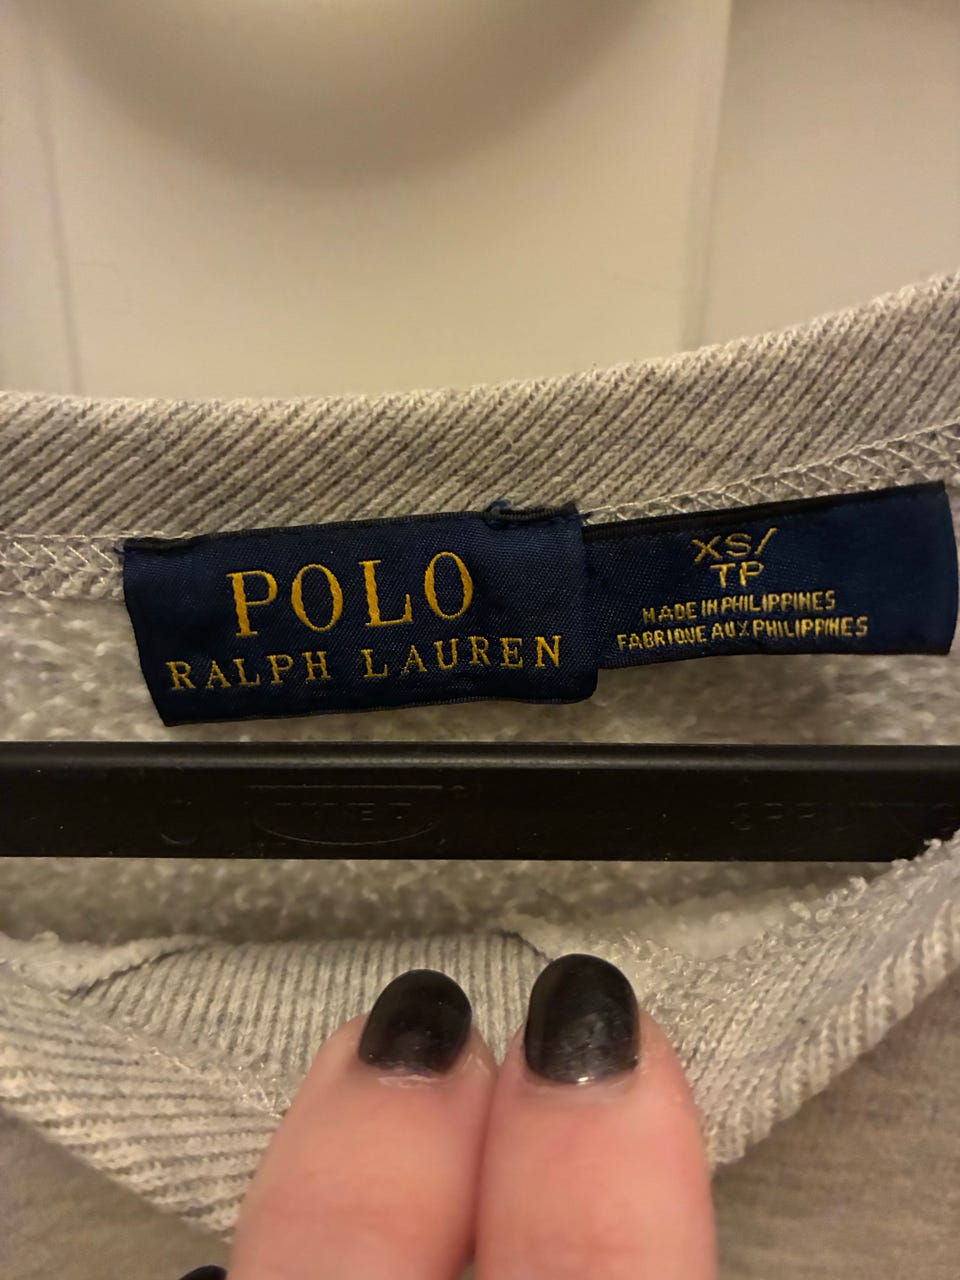 POLO
RALPH LAUREN
XS/
TP
MADE IN PHILIPPINES
FABRIQUE AUX PHILIPPINES